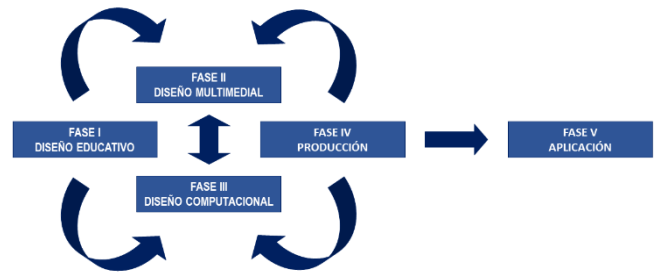 FASE II
DISEÑO MULTIMEDIAL
FASE I
DISEÑO EDUCATIVO
FASE IV
PRODUCCIÓN
FASE V
APLICACIÓN
FASE III
DISEÑO COMPUTACIONAL